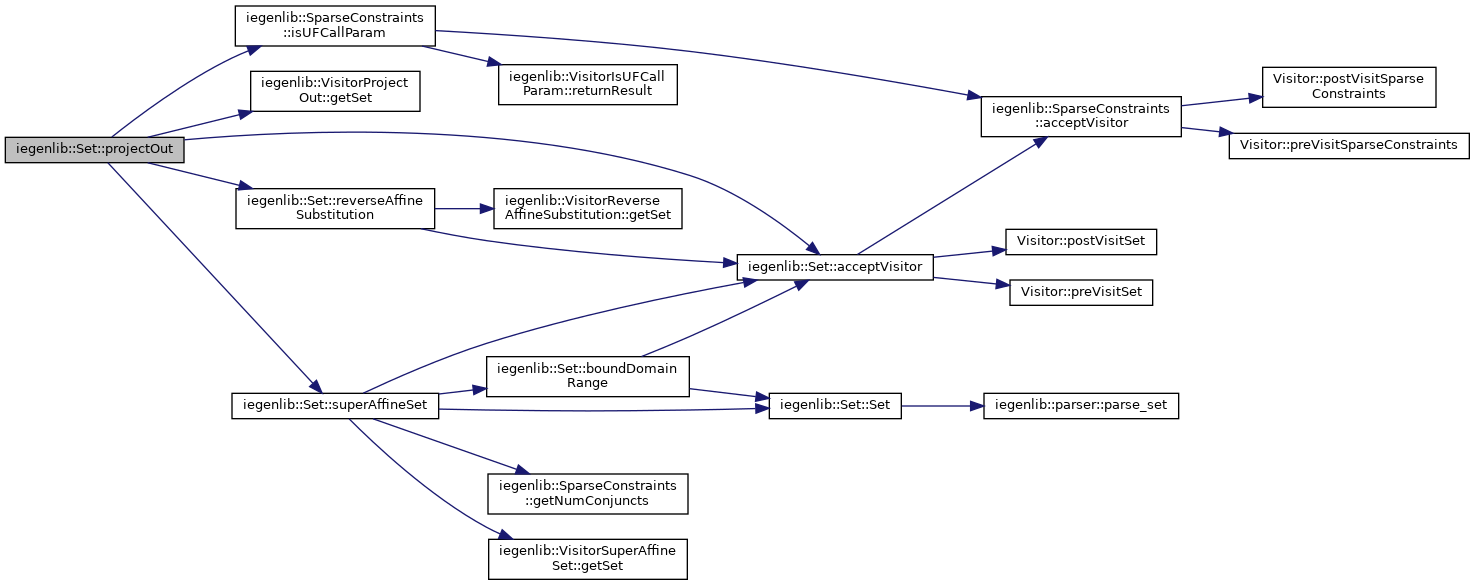 iegenlib::Set::projectOut
iegenlib::SparseConstraints
::isUFCallParam
iegenlib::VisitorProject
Out::getSet
iegenlib::Set::reverseAffine
Substitution
iegenlib::Set::superAffineSet
iegenlib::VisitorIsUFCall
Param::returnResult
iegenlib::VisitorReverse
AffineSubstitution::getSet
iegenlib::Set::boundDomain
Range
iegenlib::SparseConstraints
::getNumConjuncts
iegenlib::VisitorSuperAffine
Set::getSet
iegenlib::Set::acceptVisitor
iegenlib::Set::Set
iegenlib::SparseConstraints
::acceptVisitor
Visitor::postVisitSet
Visitor::preVisitSet
iegenlib::parser::parse_set
Visitor::postVisitSparse
Constraints
Visitor::preVisitSparseConstraints